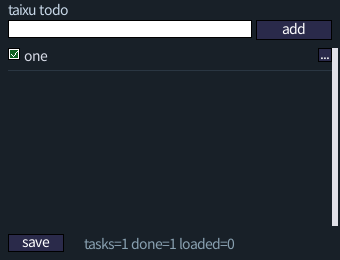 taixu todo
add
one
...
save
tasks=1 done=1 loaded=0